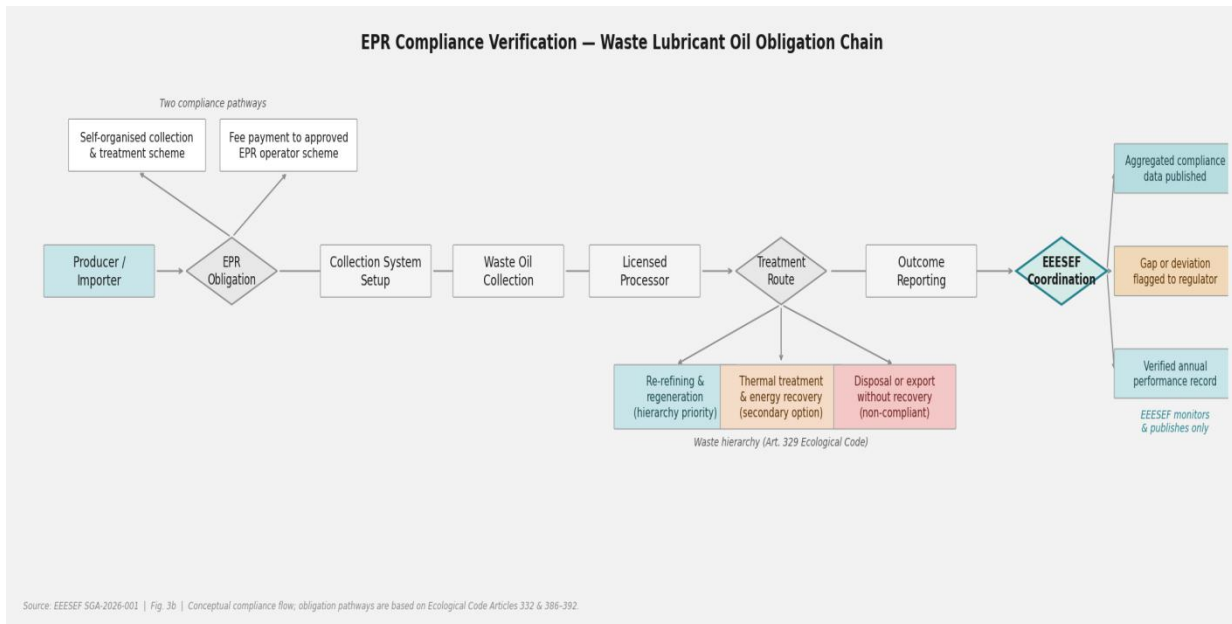 EPR Compliance Verification — Waste Lubricant Oil Obligation Chain
Two compliance pathways
Self-organised collection
& treatment scheme
Fee payment to approved
EPR operator scheme
Producer /
Importer
EPR
Obligation
Collection System
Setup
Waste Oil
Collection
Licensed
Processor
Treatment
Route
Outcome
Reporting
EEESEF
Coordination
Aggregated compliance
data published
Gap or deviation
flagged to regulator
Verified annual
performance record
EEESEF monitors
& publishes only
Re-refining &
regeneration
(hierarchy priority)
Thermal treatment
& energy recovery
(secondary option)
Disposal or export
without recovery
(non-compliant)
Waste hierarchy (Art. 329 Ecological Code)
Source: EEESEF SGA-2026-001 | Fig. 3b | Conceptual compliance flow; obligation pathways are based on Ecological Code Articles 332 & 386–392.